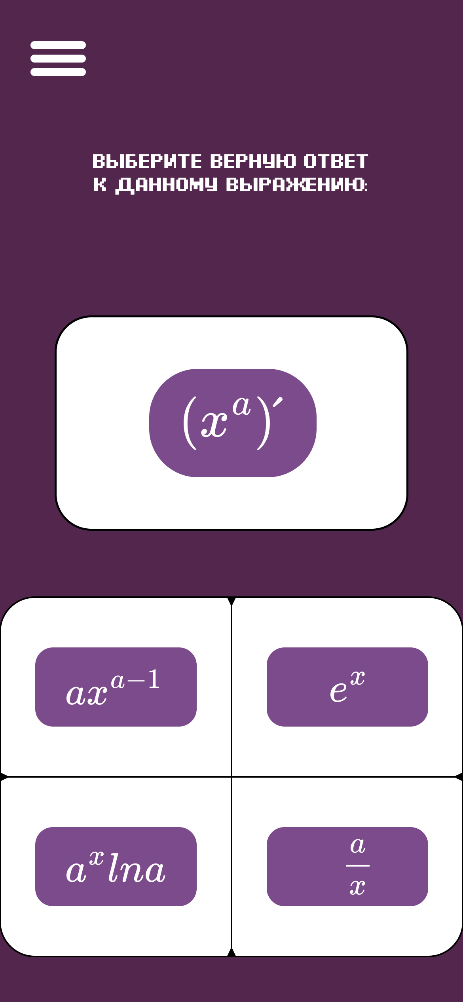 ВЫБЕРИТЕ ВЕРНУЮ ОТВЕТ
К ДАННОМУ ВЫРАЖЕНИЮ:
(x^a)′
ax^{a−1}
e^x
a^x lna
a/x